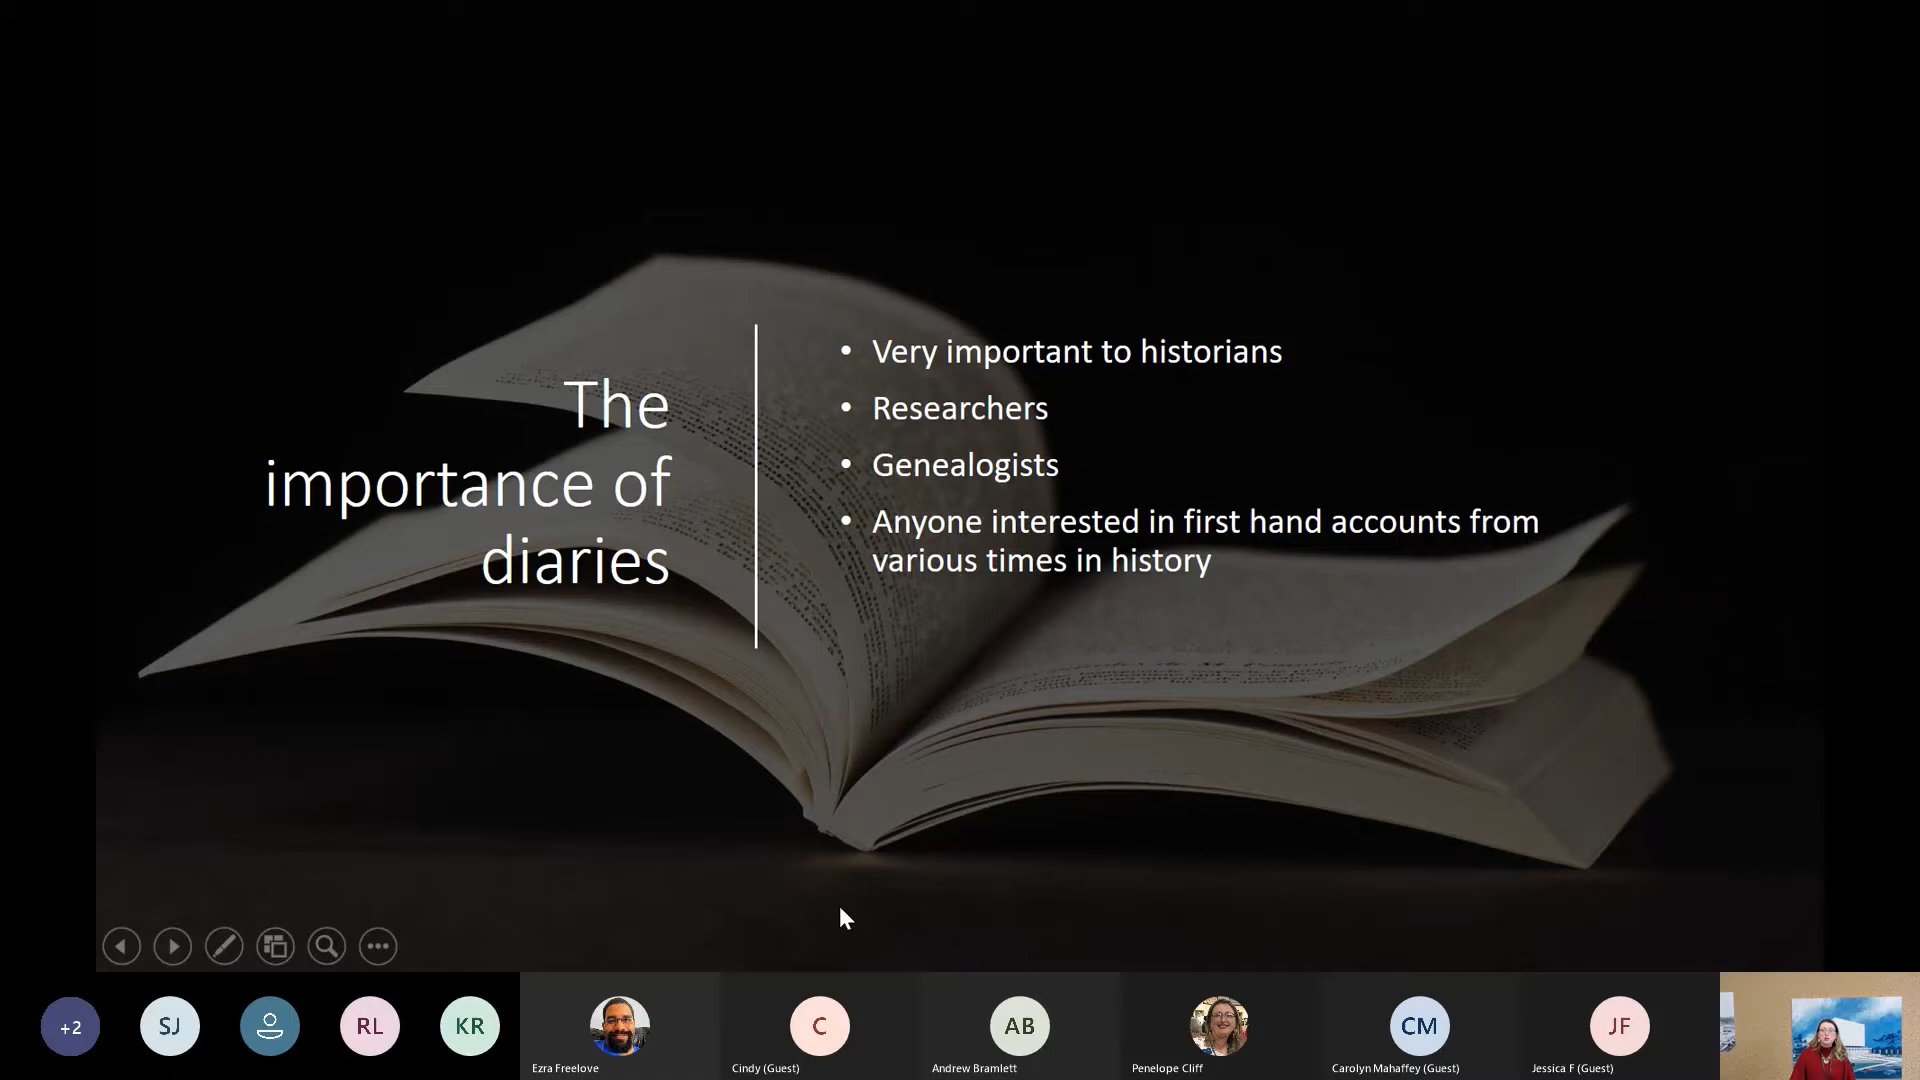 The
importance of
diaries
• Very important to historians
• Researchers
• Genealogists
• Anyone interested in first hand accounts from
various times in history
+2
SJ
RL
KR
C
AB
CM
JF
Ezra Freelove
Cindy (Guest)
Andrew Bramlett
Penelope Cliff
Carolyn Mahaffey (Guest)
Jessica F (Guest)